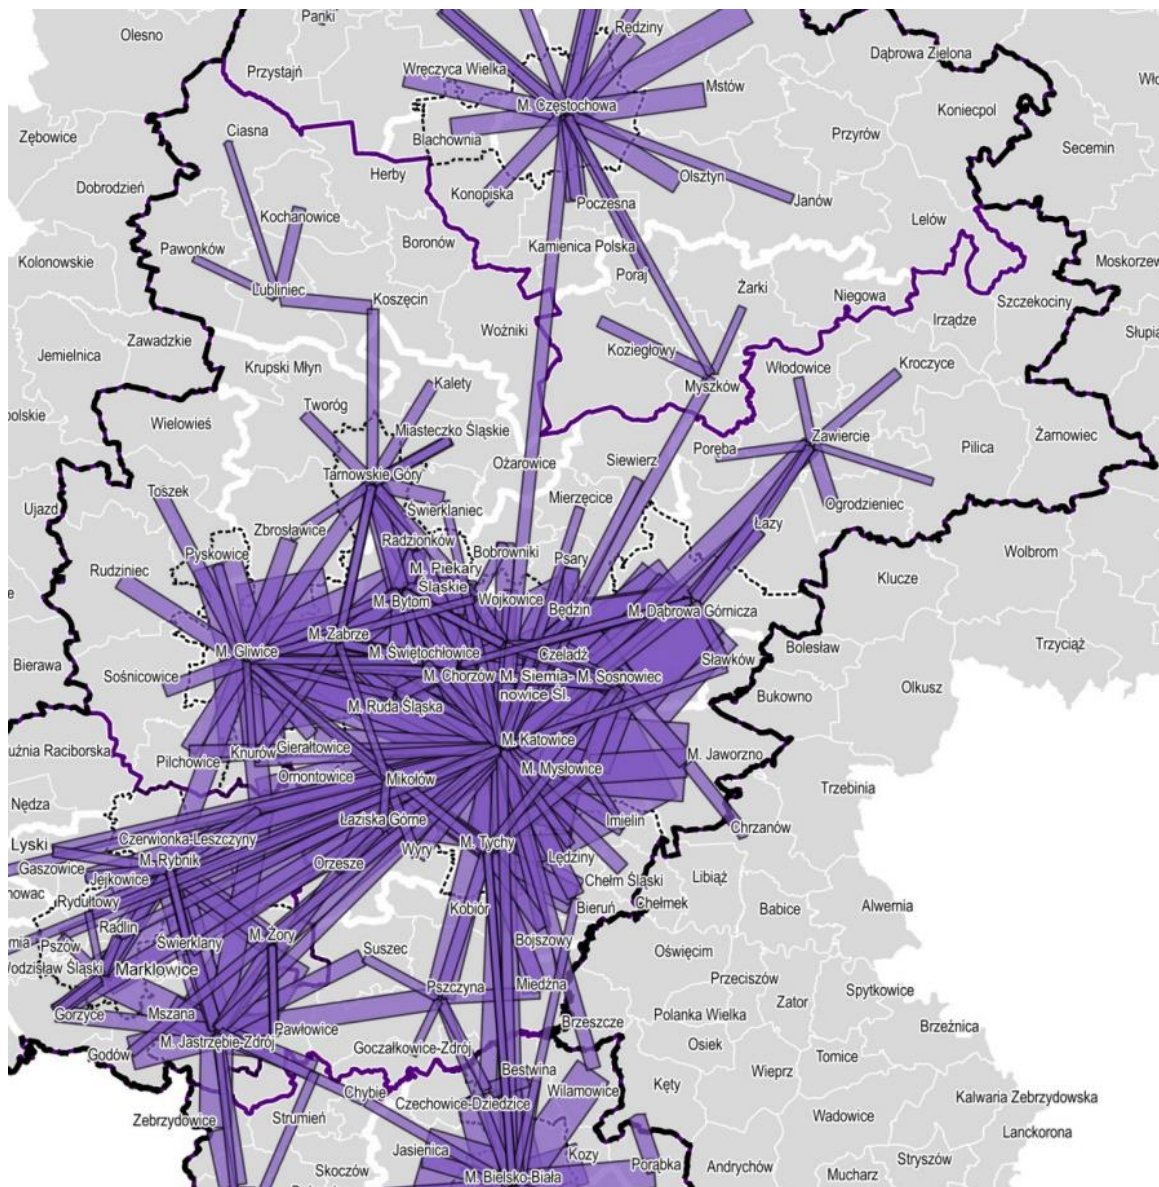 Panki
Olesno
Rędziny
Dąbrowa Zielona
Przystajń
Wręczyca Wielka
Mstów
M. Częstochowa
Koniecpol
Zębowice
Ciasna
Blachownia
Przyrów
Secemin
Herby
Olsztyn
Dobrodzień
Konopiska
Poczesna
Janów
Kochanowice
Lelów
Boronów
Kamienica Polska
Pawonków
Kolonowskie
Moskorzew
Poraj
Lubliniec
Żarki
Koszęcin
Niegowa
Szczekociny
Irządze
Woźniki
Słupia
Zawadzkie
Koziegłowy
Jemielnica
Kroczyce
Krupski Młyn
Włodowice
Kalety
Myszków
Tworóg
polskie
Wielowieś
Miasteczko Śląskie
Zawiercie
Żarnowiec
Poręba
Pilica
Siewierz
Ożarowice
Tarnowskie Góry
Toszek
Mierzęcice
Ogrodzieniec
Ujazd
Świerklaniec
Zbrosławice
Łazy
Radzionków
Wolbrom
Pyskowice
Bobrowniki
Psary
M. Piekary
Śląskie
Rudziniec
Klucze
Wojkowice
M. Bytom
Będzin
M. Dąbrowa Górnicza
M. Zabrze
Trzyciąż
Bolesław
M. Gliwice
M. Świętochłowice
Czeladź
Sławków
Bierawa
Sośnicowice
M. Chorzów
M. Siemia-
nowice Śl.
M. Sosnowiec
Olkusz
Bukowno
M. Ruda Śląska
M. Katowice
uźnia Raciborska
Knurów
Gierałtowice
M. Jaworzno
Pilchowice
M. Mysłowice
Ornontowice
Mikołów
Trzebinia
Nędza
Łaziska Górne
Imielin
Chrzanów
Czerwionka-Leszczyny
Lyski
Wyry
M. Tychy
M. Rybnik
Orzesze
Lędziny
Gaszowice
Jejkowice
Chełm Śląski
Libiąż
nowac
Rydułtowy
Chełmek
Kobiór
Bieruń
Babice
Alwernia
Radlin
M. Żory
mia
Pszów
Świerklany
Suszec
Bojszowy
Oświęcim
Wodzisław Śląski
Marklowice
Przeciszów
Pszczyna
Miedźna
Spytkowice
Zator
Gorzyce
Mszana
Pawłowice
Brzeszcze
Polanka Wielka
Brzeźnica
M. Jastrzębie-Zdrój
Osiek
Godów
Goczałkowice-Zdrój
Tomice
Wieprz
Bestwina
Kęty
Chybie
Wilamowice
Czechowice-Dziedzice
Kalwaria Zebrzydowska
Zebrzydowice
Strumień
Wadowice
Lanckorona
Jasienica
Kozy
Stryszów
Skoczów
Porąbka
Andrychów
Mucharz
M. Bielsko-Biała